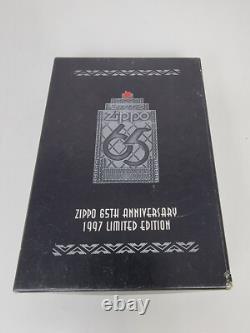 Zippo
65
ZIPPO 65TH ANNIVERSARY
1997 LIMITED EDITION